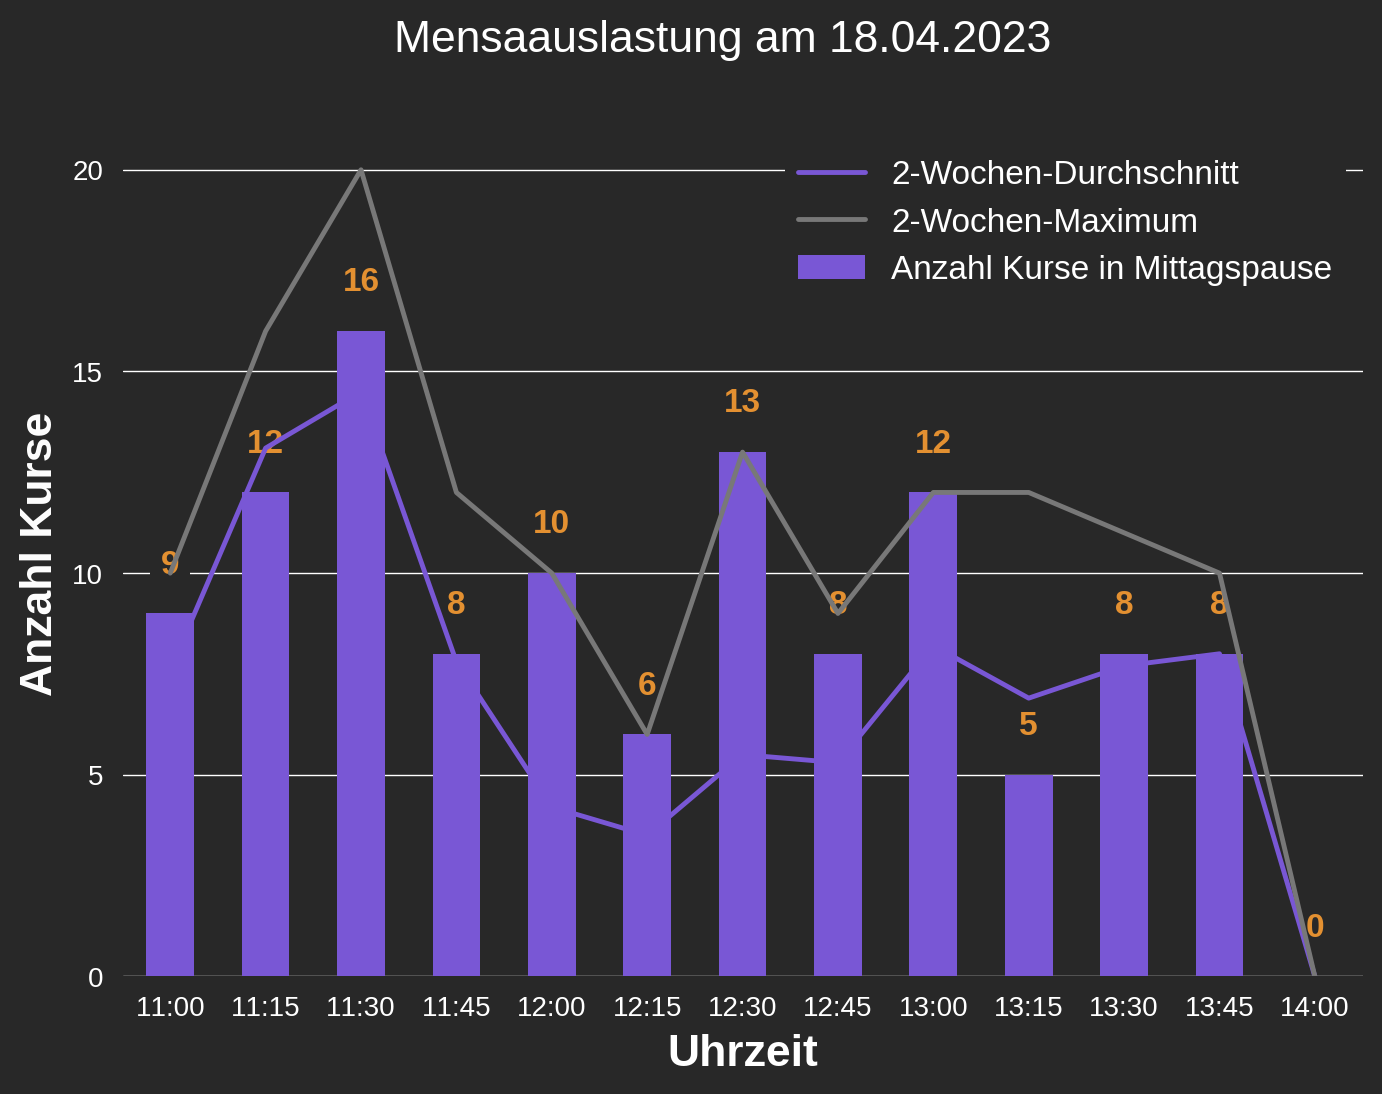 Mensaauslastung am 18.04.2023
2-Wochen-Durchschnitt
2-Wochen-Maximum
Anzahl Kurse in Mittagspause
Anzahl Kurse
20
15
10
5
0
9
12
16
8
10
6
13
8
12
5
8
8
0
11:00 11:15 11:30 11:45 12:00 12:15 12:30 12:45 13:00 13:15 13:30 13:45 14:00
Uhrzeit